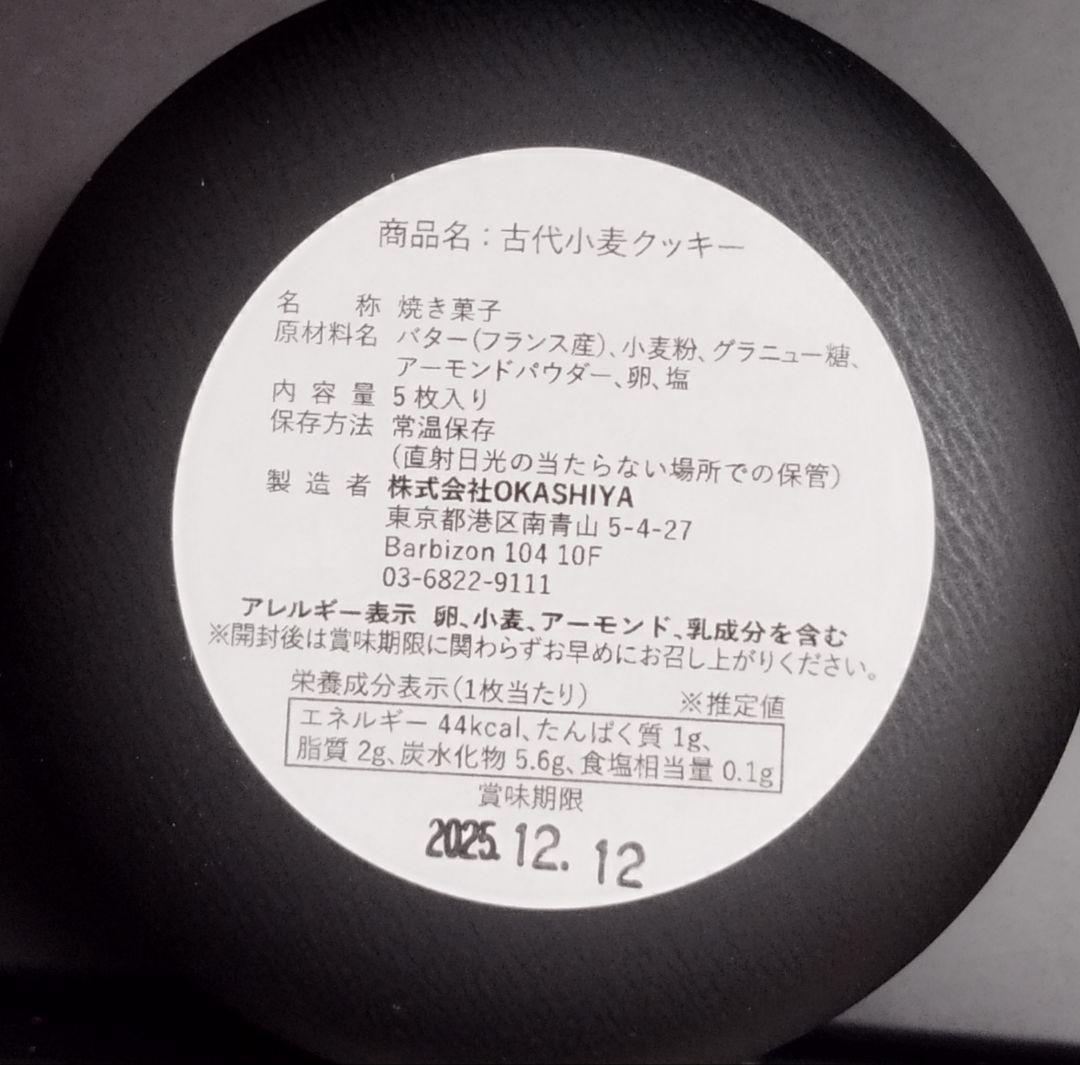 商品名：古代小麦クッキー
名称 焼き菓子
原材料名 バター(フランス産)、小麦粉、グラニュー糖、
アーモンドパウダー、卵、塩
内容量 5枚入り
保存方法 常温保存
(直射日光の当たらない場所での保管)
製造者 株式会社OKASHIYA
東京都港区南青山 5-4-27
Barbizon 104 10F
03-6822-9111
アレルギー表示 卵、小麦、アーモンド、乳成分を含む
※開封後は賞味期限に関わらずお早めにお召し上がりください。
栄養成分表示(1枚当たり) ※推定値
エネルギー 44kcal、たんぱく質 1g、
脂質 2g、炭水化物 5.6g、食塩相当量 0.1g
賞味期限
2025.12.12